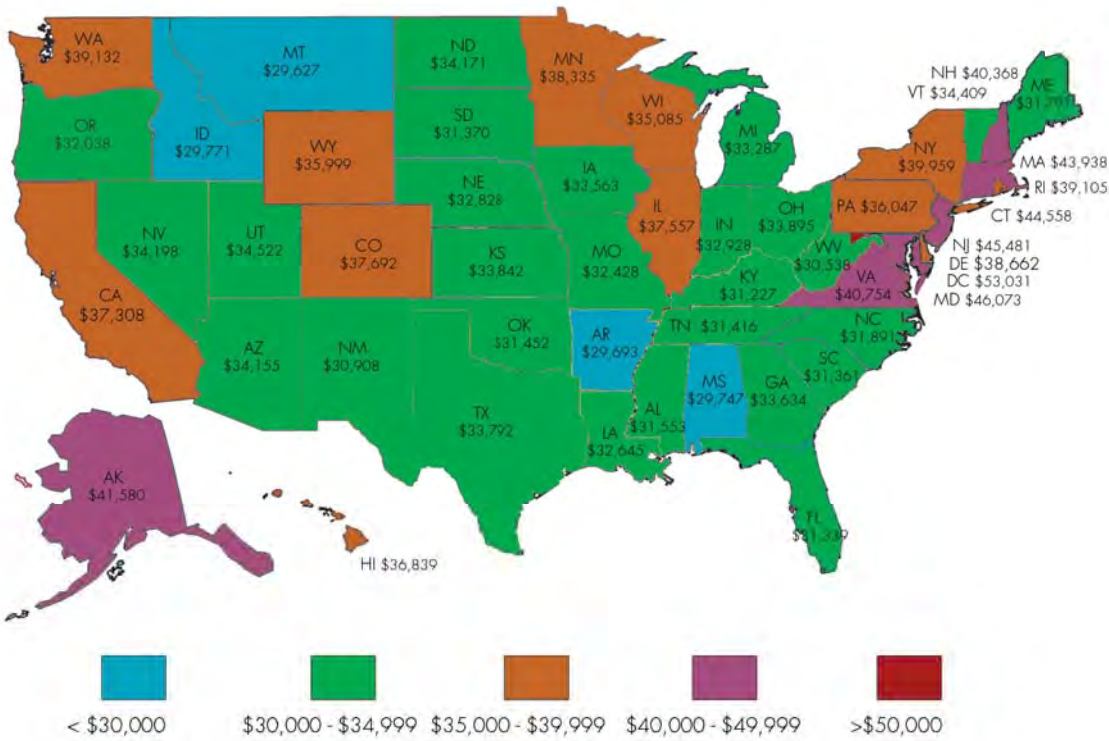 WA
$39,132
MT
$29,627
ND
$34,171
MN
$38,335
NH $40,368
VT $34,409
ME
OR
$32,038
ID
$29,771
WY
$35,999
SD
$31,370
WI
$35,085
MI
$33,287
NY
$39,959
MA $43,938
RI $39,105
CT $44,558
NE
$32,828
IA
$33,563
PA $36,047
NV
$34,198
UT
$34,522
CO
$37,692
KS
$33,842
MO
$32,428
IL
$37,557
IN
$32,928
OH
$33,895
WV
$30,538
NJ $45,481
DE $38,662
DC $53,031
MD $46,073
VA
$40,754
KY
$31,227
CA
$37,308
AZ
$34,155
NM
$30,908
OK
$31,452
AR
$29,693
TN $31,416
NC
$31,891
SC
$31,361
TX
$33,792
LA
$32,645
AL
$31,553
MS
$29,747
GA
$33,634
FL
$31,339
AK
$41,580
HI $36,839
< $30,000
$30,000 - $34,999
$35,000 - $39,999
$40,000 - $49,999
>$50,000